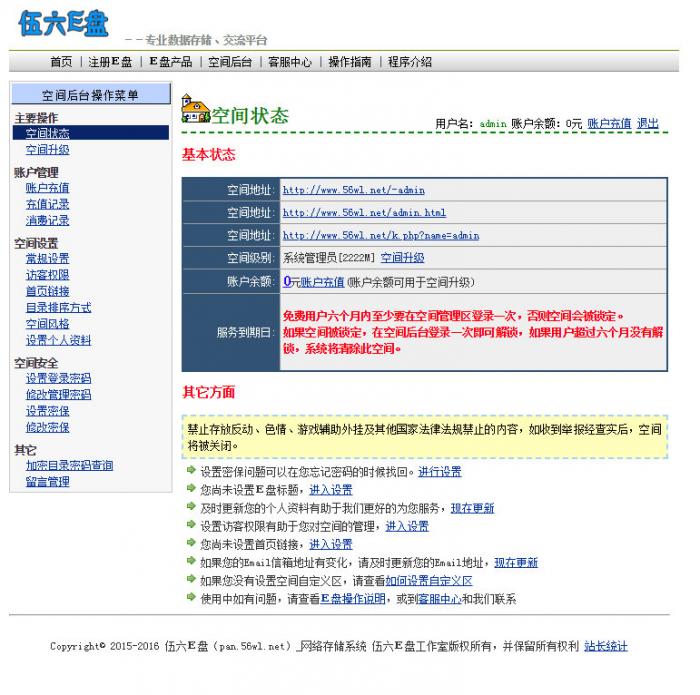 伍六E盘
－－专业数据存储、交流平台
首页 | 注册E盘 | E盘产品 | 空间后台 | 客服中心 | 操作指南 | 程序介绍
空间后台操作菜单
主要操作
空间状态
空间升级
账户管理
账户充值
充值记录
消费记录
空间设置
常规设置
访客权限
首页链接
目录排序方式
空间风格
设置个人资料
空间安全
设置登录密码
修改管理密码
设置密保
修改密保
其它
加密目录密码查询
留言管理
空间状态
用户名: admin 账户余额: 0元 账户充值 退出
基本状态
空间地址: http://www.56wl.net/-admin
空间地址: http://www.56wl.net/admin.html
空间地址: http://www.56wl.net/k.php?name=admin
空间级别: 系统管理员[2222M] 空间升级
账户余额: 0元账户充值(账户余额可用于空间升级)
服务到期日: 免费用户六个月内至少要在空间管理区登录一次，否则空间会被锁定。
如果空间被锁定，在空间后台登录一次即可解锁，如果用户超过六个月没有解
锁，系统将清除此空间。
其它方面
禁止存放反动、色情、游戏辅助外挂及其他国家法律法规禁止的内容，如收到举报经查实后，空间
将被关闭。
设置密保问题可以在您忘记密码的时候找回。进行设置
您尚未设置E盘标题，进入设置
及时更新您的个人资料有助于我们更好的为您服务，现在更新
设置访客权限有助于您对空间的管理，进入设置
您尚未设置首页链接，进入设置
如果您的Email信箱地址有变化，请及时更新您的Email地址，现在更新
如果您没有设置空间自定义区，请查看如何设置自定义区
使用中如有问题，请查看E盘操作说明，或到客服中心和我们联系
Copyright© 2015-2016 伍六E盘（pan.56wl.net）_网络存储系统 伍六E盘工作室版权所有，并保留所有权利 站长统计